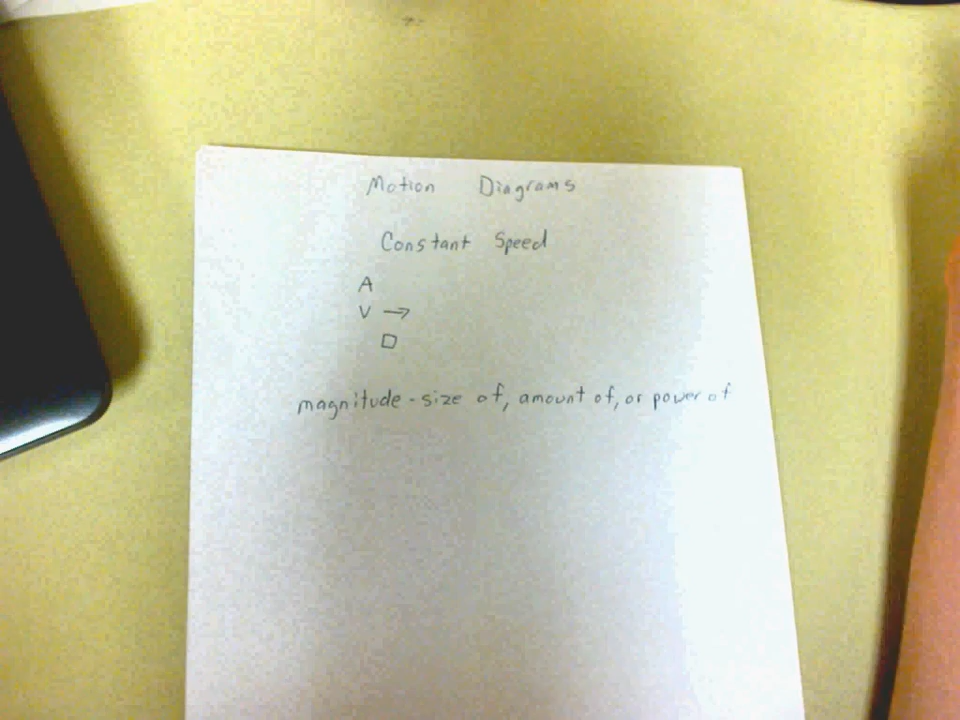 Motion Diagrams
Constant Speed
A
V →
□
magnitude - size of, amount of, or power of